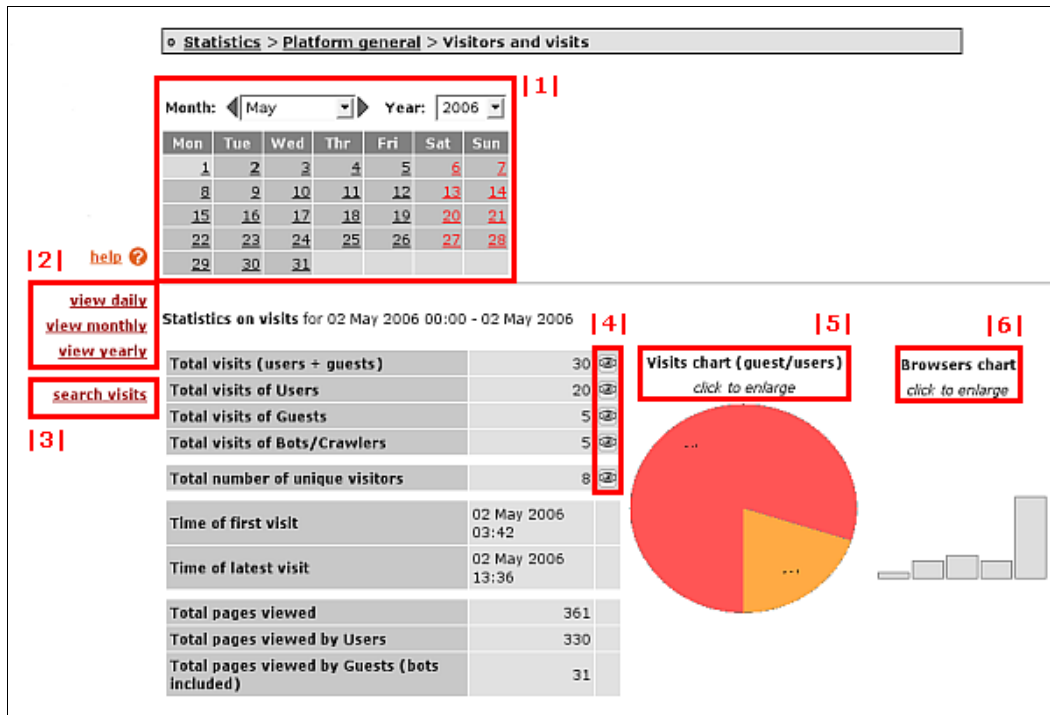 Statistics > Platform general > Visitors and visits
|1|
Month: May Year: 2006
Mon Tue Wed Thr Fri Sat Sun
1 2 3 4 5 6 7
8 9 10 11 12 13 14
15 16 17 18 19 20 21
22 23 24 25 26 27 28
29 30 31
|2| help ?
view daily
view monthly
view yearly
search visits
|3|
Statistics on visits for 02 May 2006 00:00 - 02 May 2006
|4|
Total visits (users + guests) 30
Total visits of Users 20
Total visits of Guests 5
Total visits of Bots/Crawlers 5
Total number of unique visitors 8
Time of first visit 02 May 2006
03:42
Time of latest visit 02 May 2006
13:36
Total pages viewed 361
Total pages viewed by Users 330
Total pages viewed by Guests (bots
included) 31
|5|
Visits chart (guest/users)
click to enlarge
|6|
Browsers chart
click to enlarge